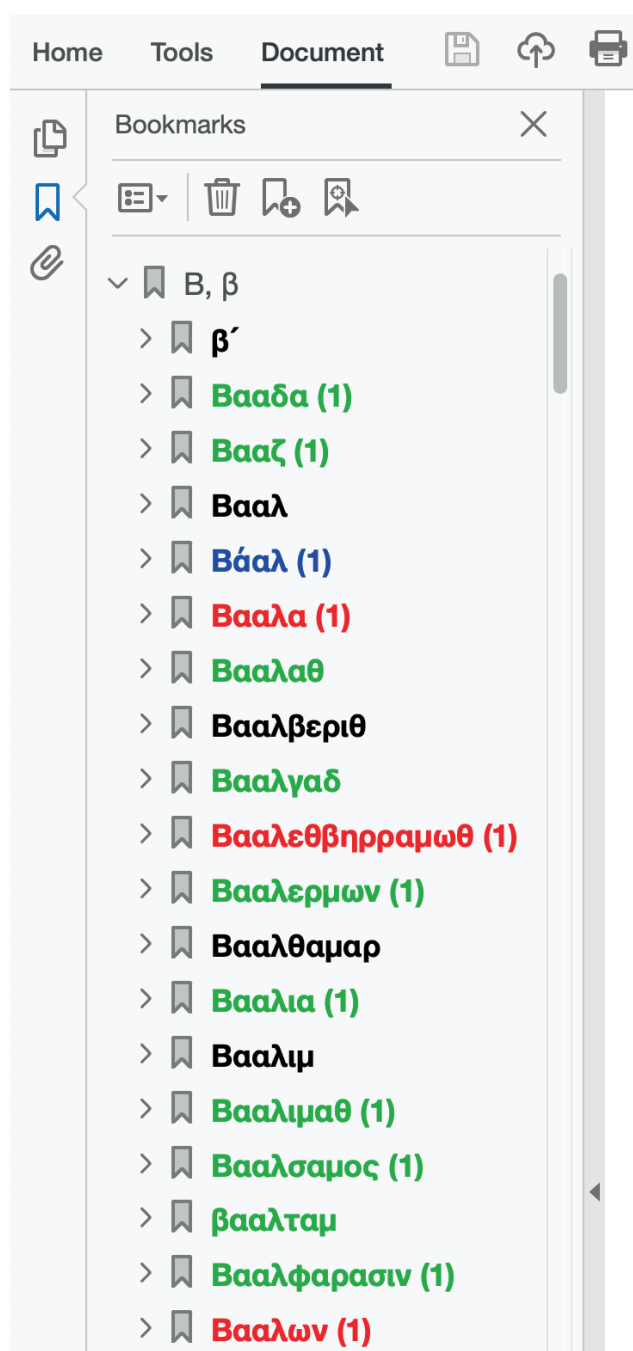 Home Tools Document
Bookmarks
Β, β
β´
Βααδα (1)
Βααζ (1)
Βααλ
Βάαλ (1)
Βααλα (1)
Βααλαθ
Βααλβεριθ
Βααλγαδ
Βααλεθβηρραμωθ (1)
Βααλερμων (1)
Βααλθαμαρ
Βααλια (1)
Βααλιμ
Βααλιμαθ (1)
Βααλσαμος (1)
βααλταμ
Βααλφαρασιν (1)
Βααλων (1)